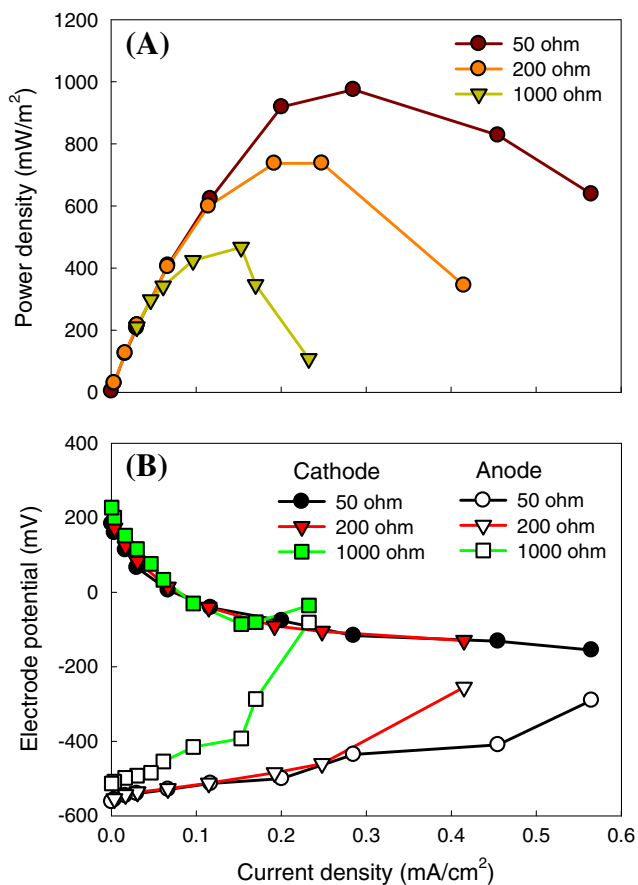 (A)
50 ohm
200 ohm
1000 ohm
Power density (mW/m²)
1200
1000
800
600
400
200
0
(B)
Cathode Anode
50 ohm 50 ohm
200 ohm 200 ohm
1000 ohm 1000 ohm
Electrode potential (mV)
400
200
0
-200
-400
-600
0.0 0.1 0.2 0.3 0.4 0.5 0.6
Current density (mA/cm²)